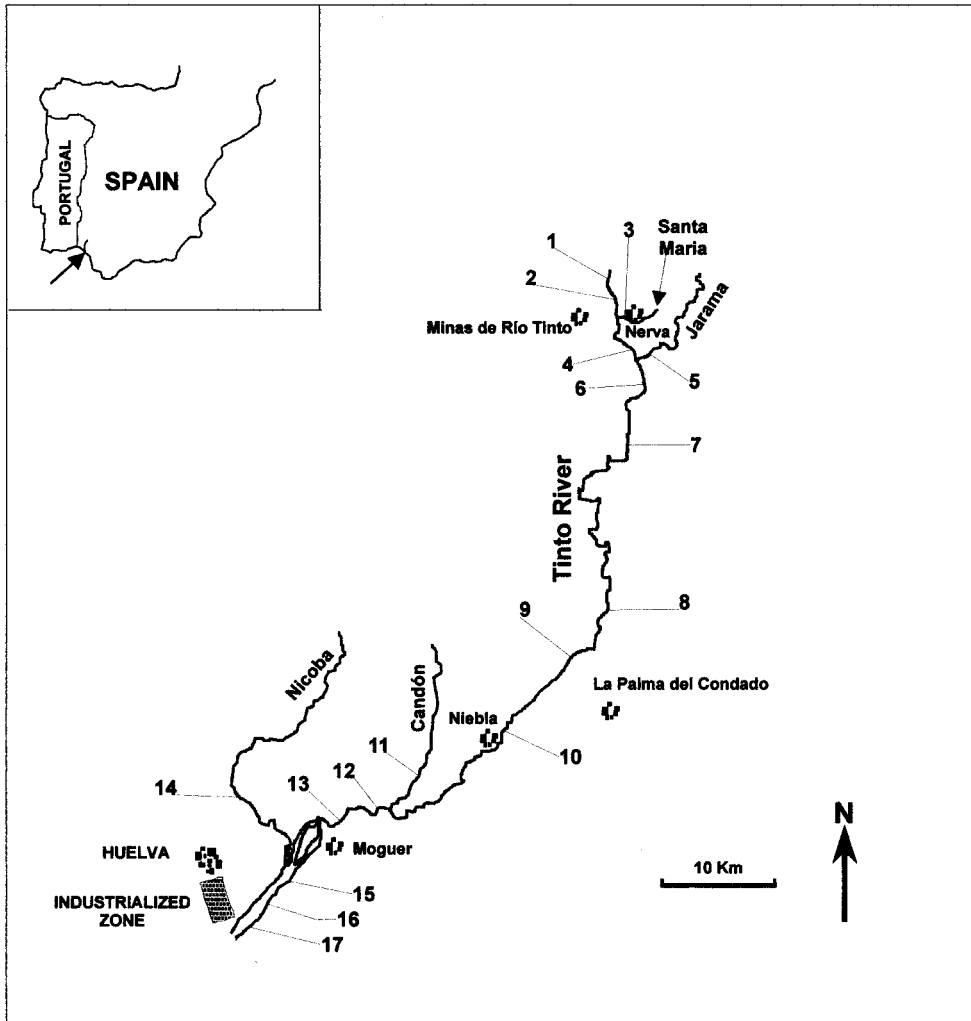 PORTUGAL
SPAIN
1
2
3
Santa
Maria
Minas de Río Tinto
Nerva
Jarama
4
5
6
7
Tinto River
8
9
La Palma del Condado
Nicoba
Candón
Niebla
10
11
12
13
14
Moguer
HUELVA
INDUSTRIALIZED
ZONE
15
16
17
10 Km
N